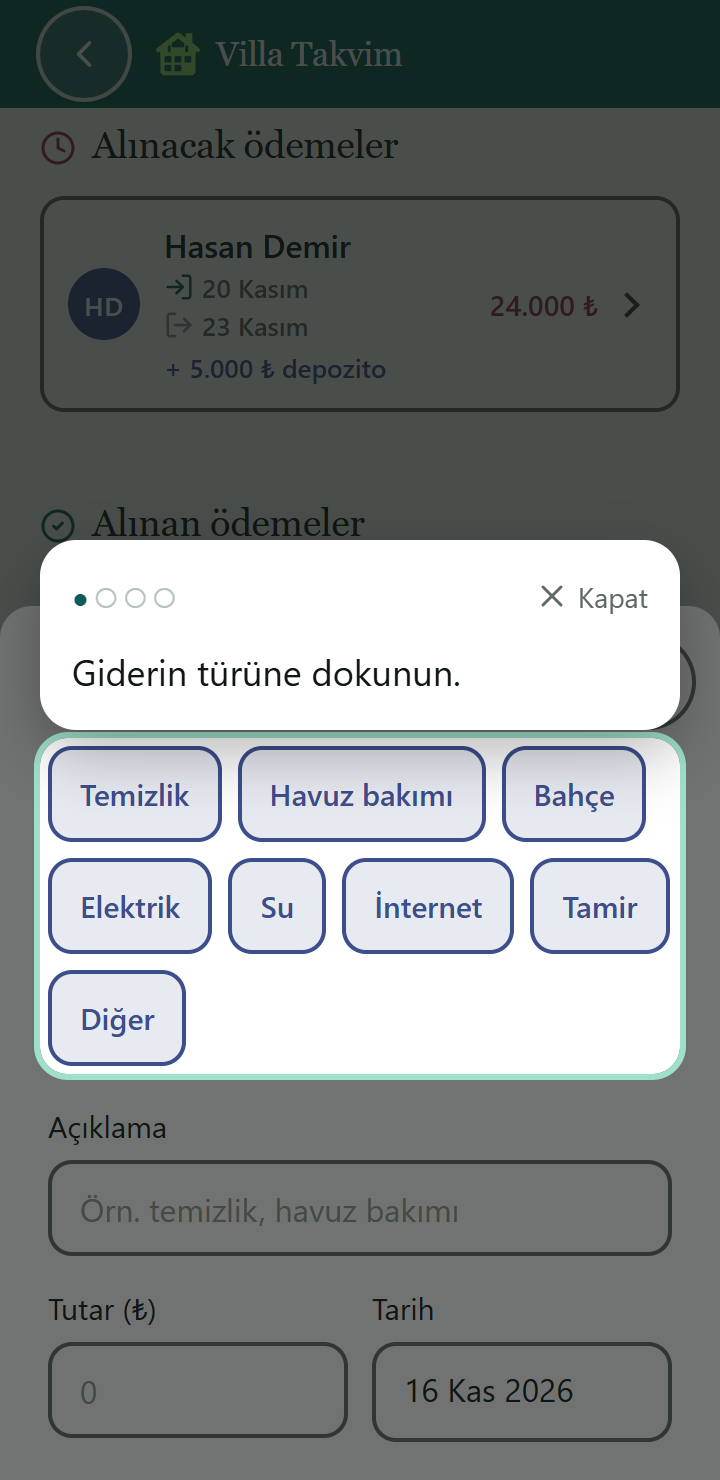 Villa Takvim
Alınacak ödemeler
Hasan Demir
HD
20 Kasım
23 Kasım
24.000 ₺
+ 5.000 ₺ depozito
Alınan ödemeler
Kapat
Giderin türüne dokunun.
Temizlik
Havuz bakımı
Bahçe
Elektrik
Su
İnternet
Tamir
Diğer
Açıklama
Örn. temizlik, havuz bakımı
Tutar (₺)
Tarih
0
16 Kas 2026